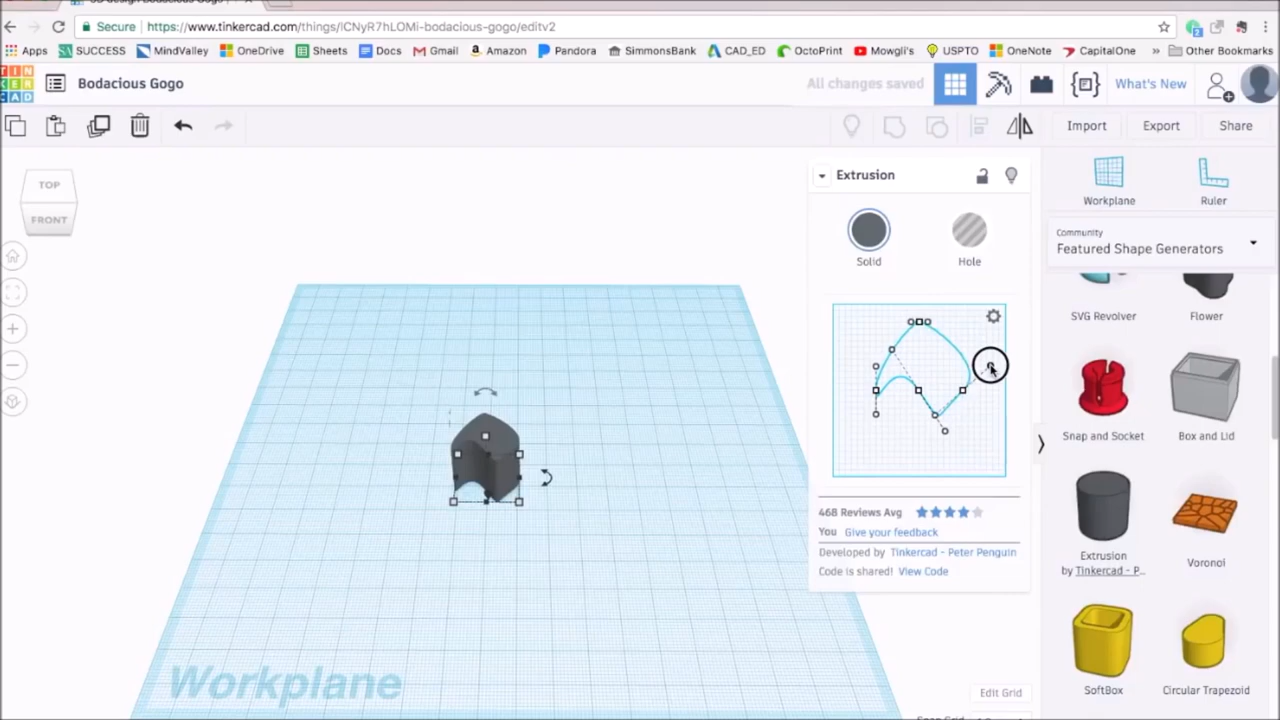 Secure
https://www.tinkercad.com/things/lCNyR7hLOMi-bodacious-gogo/editv2
Apps
SUCCESS
MindValley
OneDrive
Sheets
Docs
Gmail
Amazon
Pandora
SimmonsBank
CAD_ED
OctoPrint
Mowgli's
USPTO
OneNote
CapitalOne
»
Other Bookmarks
TIN
KER
CAD
Bodacious Gogo
All changes saved
What's New
Import
Export
Share
TOP
FRONT
Extrusion
Solid
Hole
468 Reviews Avg
You Give your feedback
Developed by Tinkercad - Peter Penguin
Code is shared! View Code
Workplane
Ruler
Community
Featured Shape Generators
SVG Revolver
Flower
Snap and Socket
Box and Lid
Extrusion
by Tinkercad - P...
Voronoi
SoftBox
Circular Trapezoid
Workplane
Edit Grid